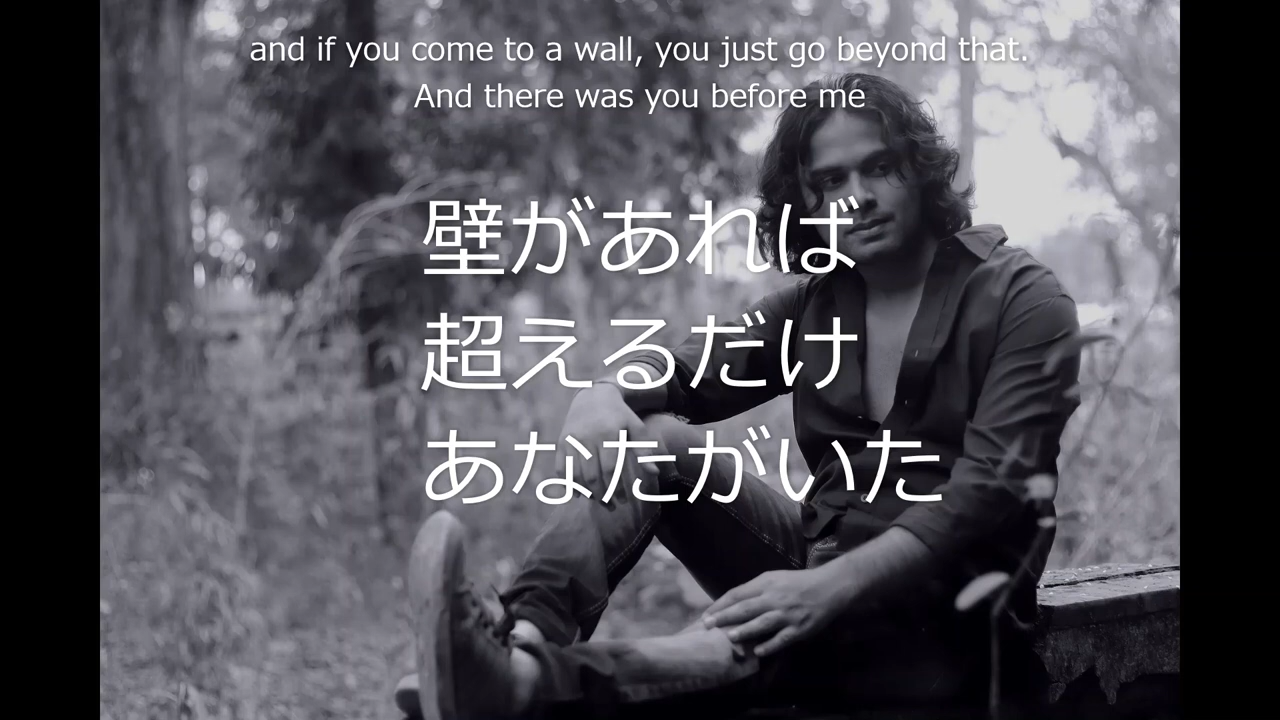 and if you come to a wall, you just go beyond that.
And there was you before me
壁があれば
超えるだけ
あなたがいた